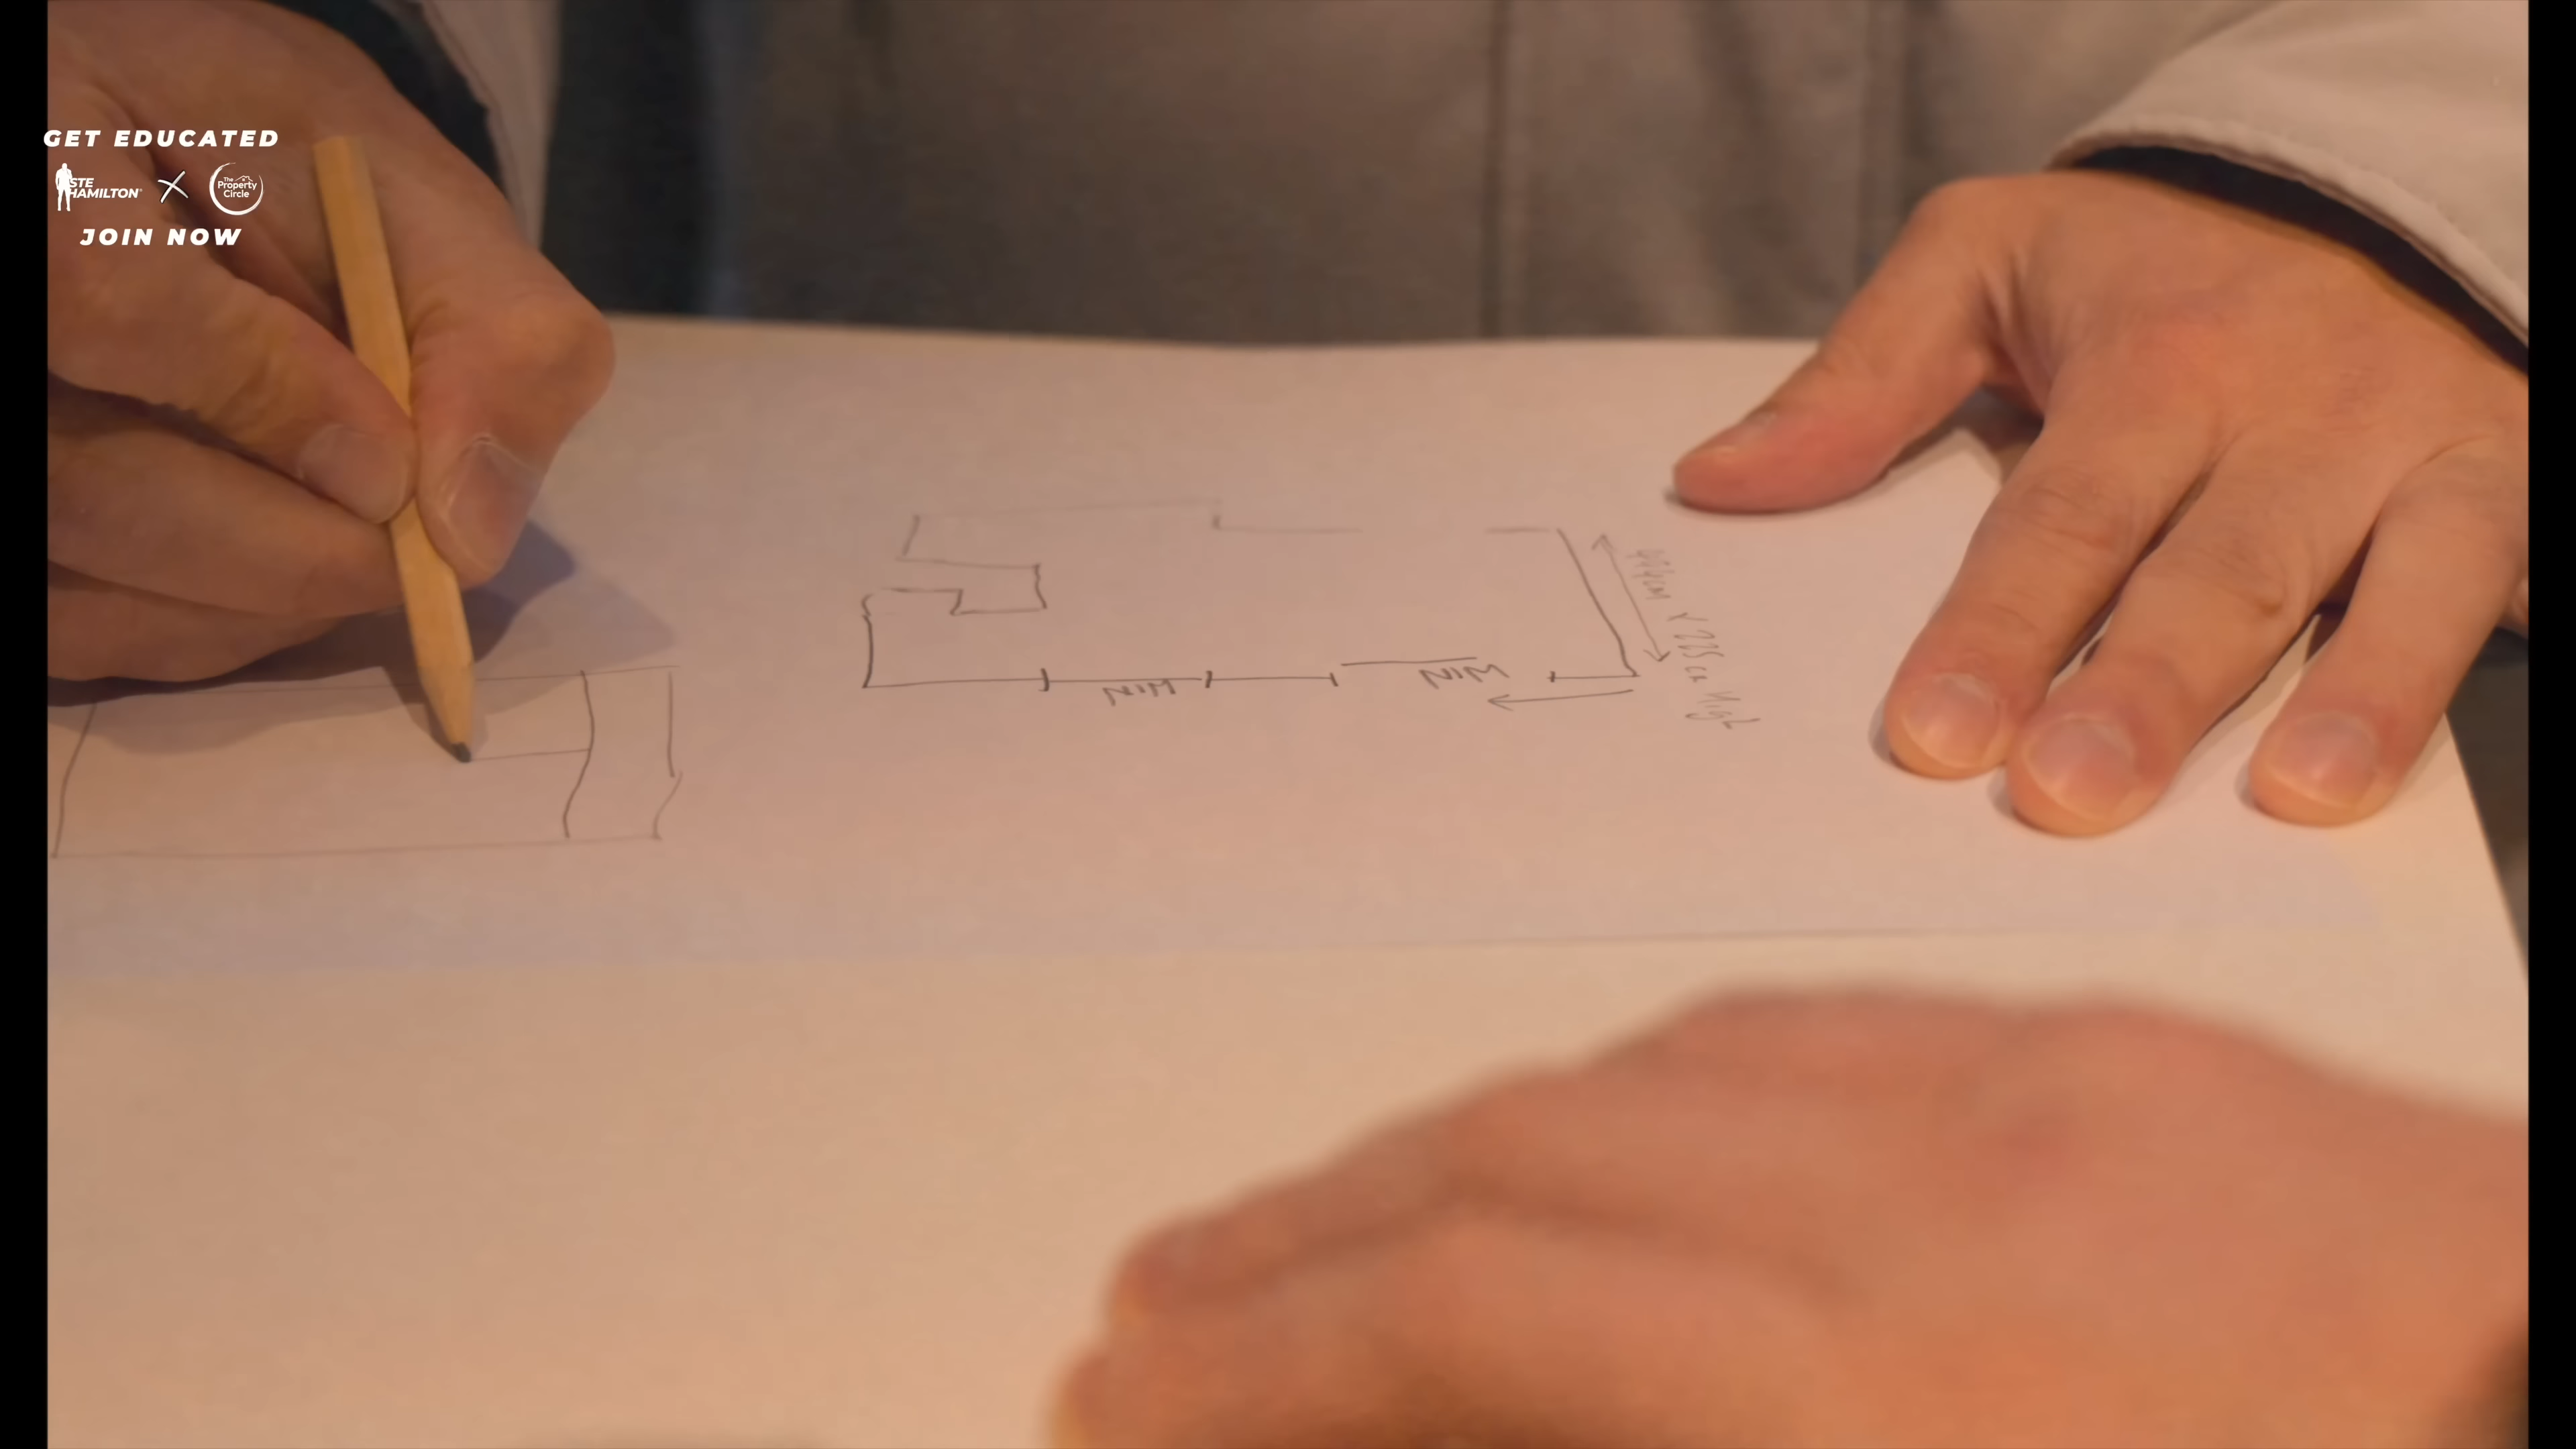 GET EDUCATED
STE HAMILTON
The Property Circle
JOIN NOW
WIN
WIN